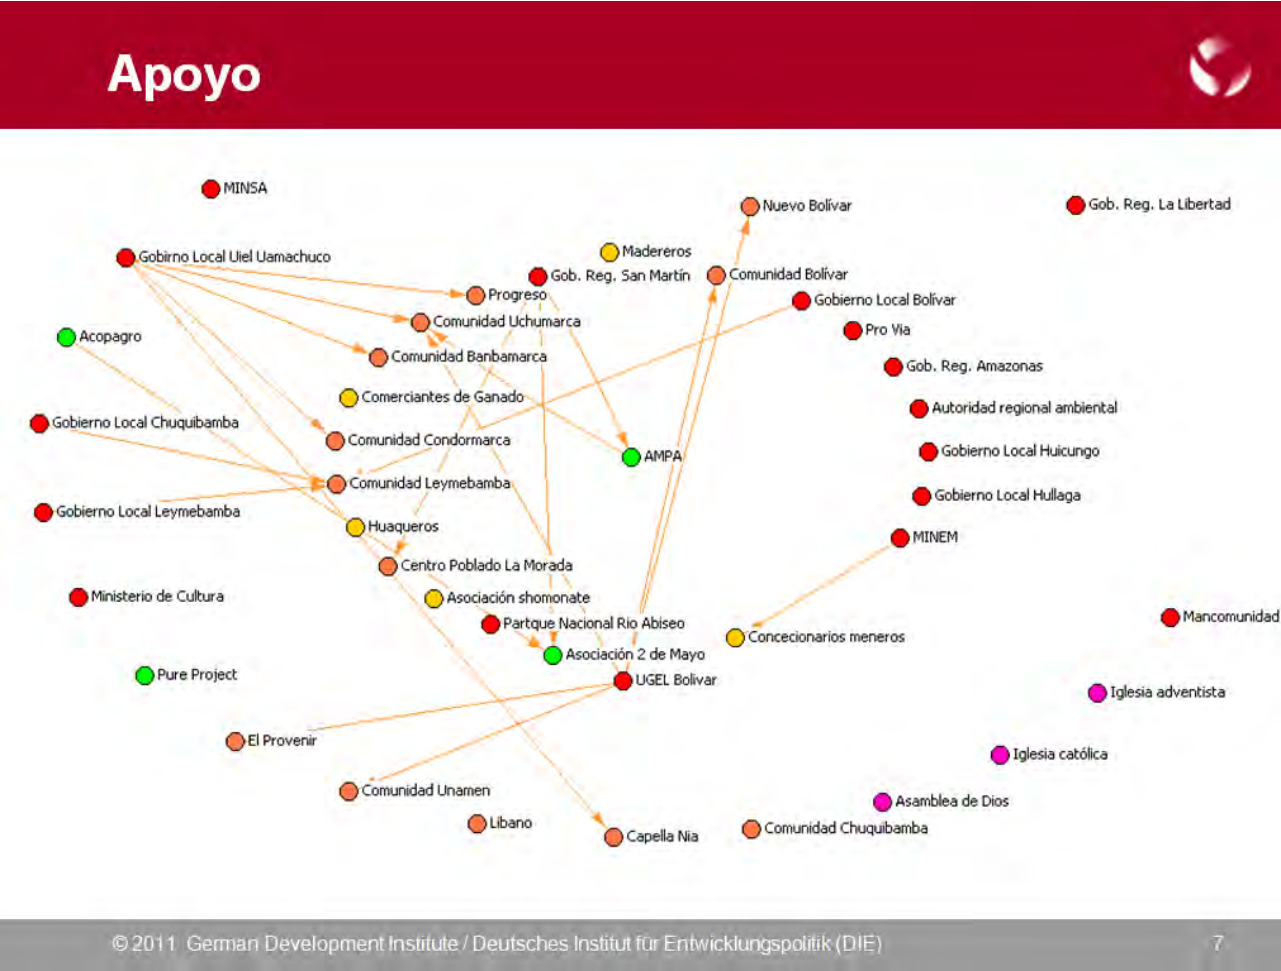 Apoyo
MINSA
Nuevo Bolívar
Gob. Reg. La Libertad
Gobirno Local Uiel Uamachuco
Madereros
Gob. Reg. San Martín
Comunidad Bolívar
Progreso
Gobierno Local Bolívar
Comunidad Uchumarca
Pro Via
Acopagro
Comunidad Banbamarca
Gob. Reg. Amazonas
Comerciantes de Ganado
Autoridad regional ambiental
Gobierno Local Chuquibamba
Comunidad Condormarca
Gobierno Local Huicungo
AMPA
Comunidad Leymebamba
Gobierno Local Hullaga
Gobierno Local Leymebamba
Huaqueros
MINEM
Centro Poblado La Morada
Ministerio de Cultura
Asociación shomonate
Mancomunidad
Partque Nacional Rio Abiseo
Concecionarios meneros
Asociación 2 de Mayo
Pure Project
UGEL Bolivar
Iglesia adventista
El Provenir
Iglesia católica
Comunidad Unamen
Asamblea de Dios
Libano
Capella Nia
Comunidad Chuquibamba
© 2011 German Development Institute / Deutsches Institut für Entwicklungspolitik (DIE)
7